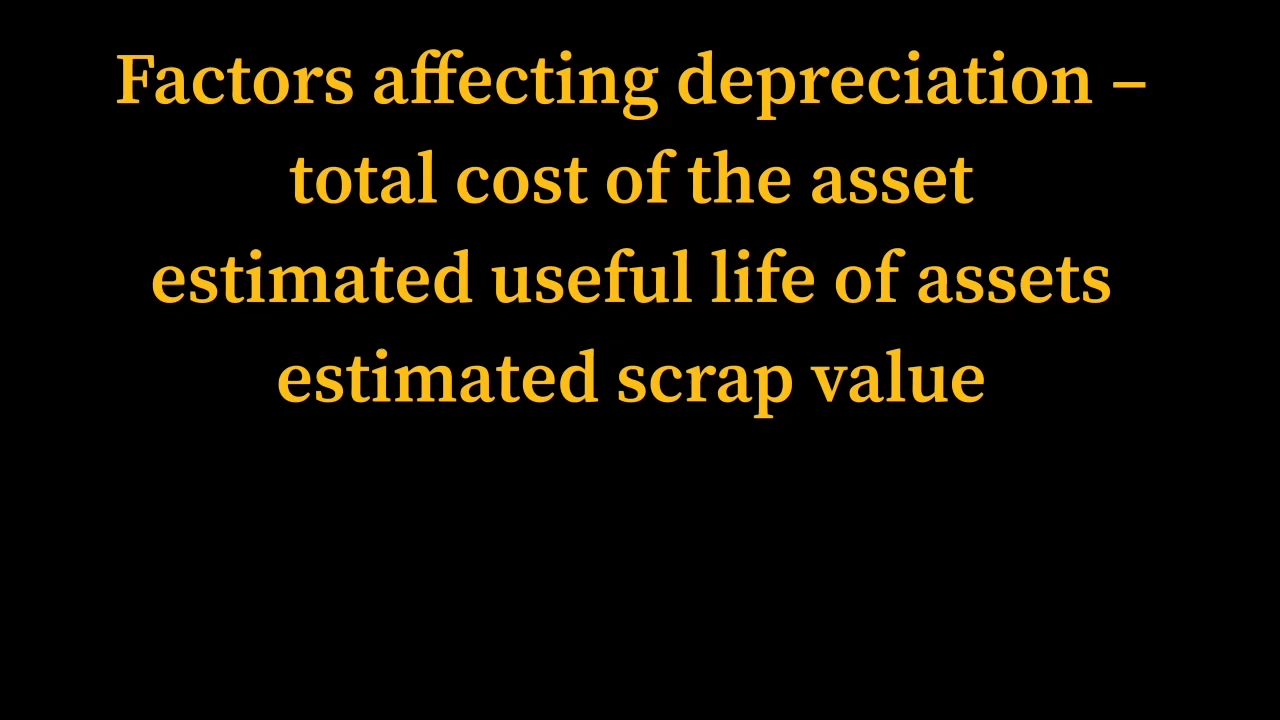 Factors affecting depreciation –
total cost of the asset
estimated useful life of assets
estimated scrap value